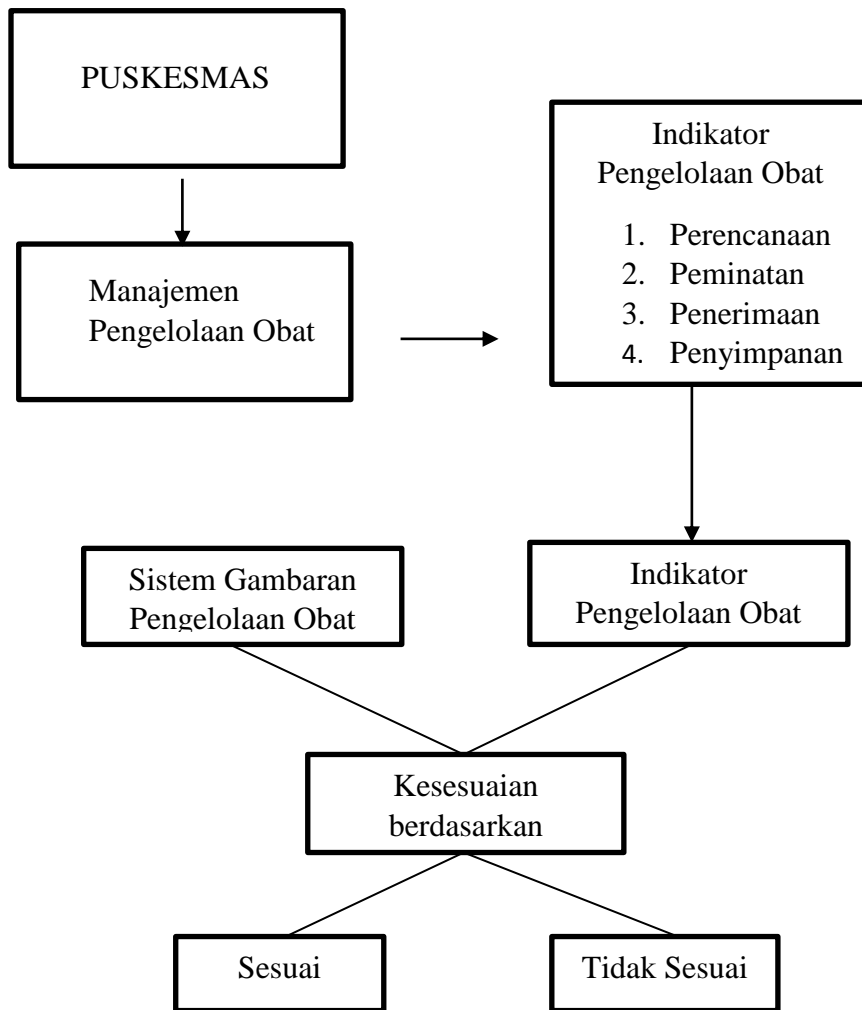 PUSKESMAS
Indikator
Pengelolaan Obat
1. Perencanaan
2. Peminatan
3. Penerimaan
4. Penyimpanan
Manajemen
Pengelolaan Obat
Sistem Gambaran
Pengelolaan Obat
Indikator
Pengelolaan Obat
Kesesuaian
berdasarkan
Sesuai
Tidak Sesuai